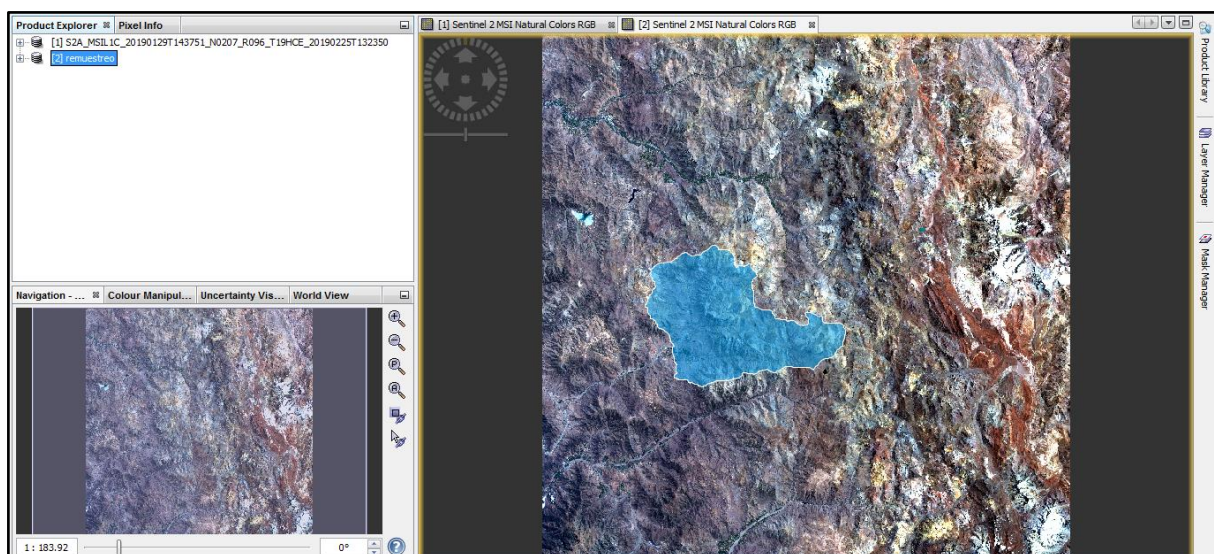 Product Explorer Pixel Info
[1] S2A_MSIL1C_20190129T143751_N0207_R096_T19HCE_20190225T132350
[2] remuestreo
Navigation - ... Colour Manipul... Uncertainty Vis... World View
1 : 183.92 0°
[1] Sentinel 2 MSI Natural Colors RGB [2] Sentinel 2 MSI Natural Colors RGB
Product Library
Layer Manager
Mask Manager